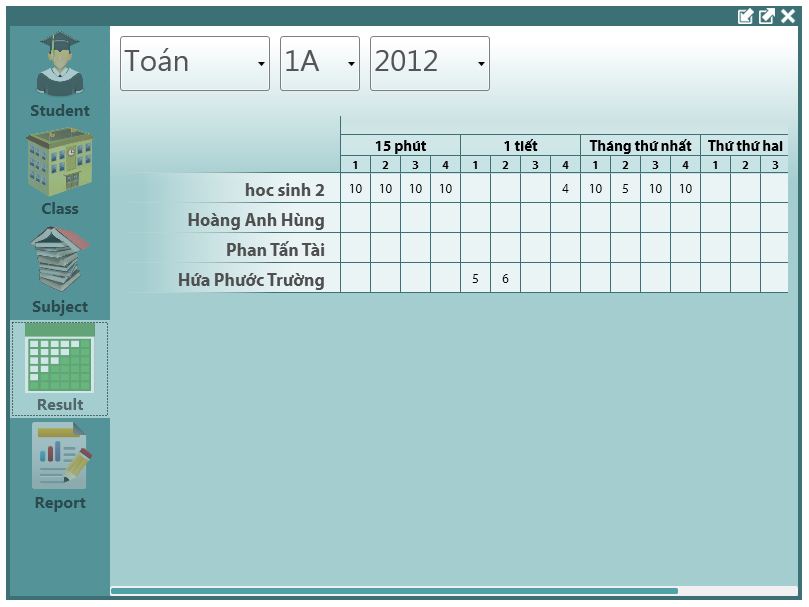 Toán 1A 2012
Student
Class
Subject
Result
Report
15 phút 1 tiết Tháng thứ nhất Thứ thứ hai
1 2 3 4 1 2 3 4 1 2 3 4 1 2 3
hoc sinh 2 10 10 10 10 4 10 5 10 10
Hoàng Anh Hùng
Phan Tấn Tài
Hứa Phước Trường 5 6